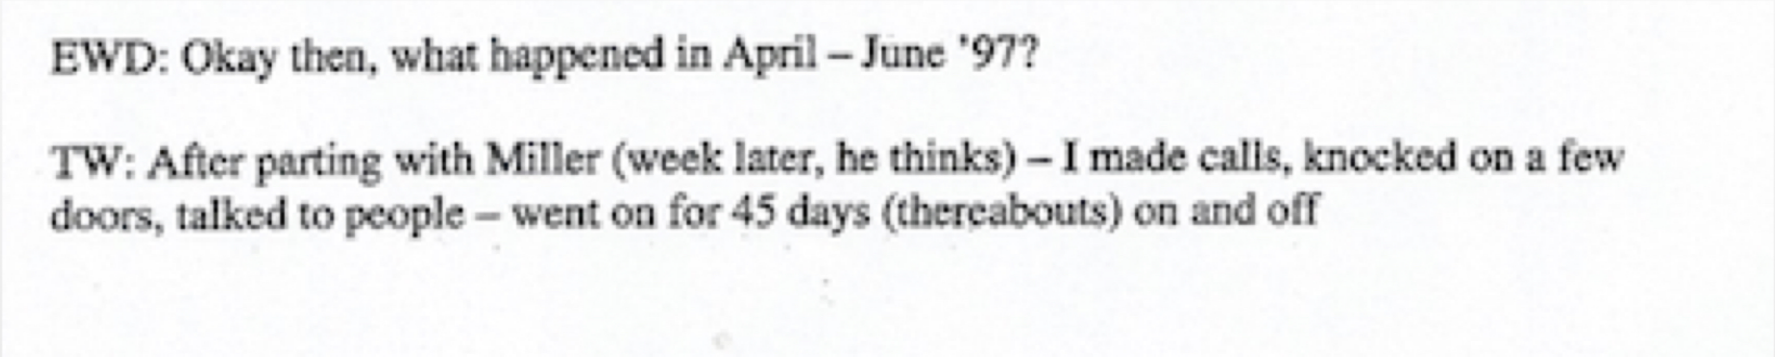 EWD: Okay then, what happened in April – June '97?
TW: After parting with Miller (week later, he thinks) – I made calls, knocked on a few
doors, talked to people – went on for 45 days (thereabouts) on and off